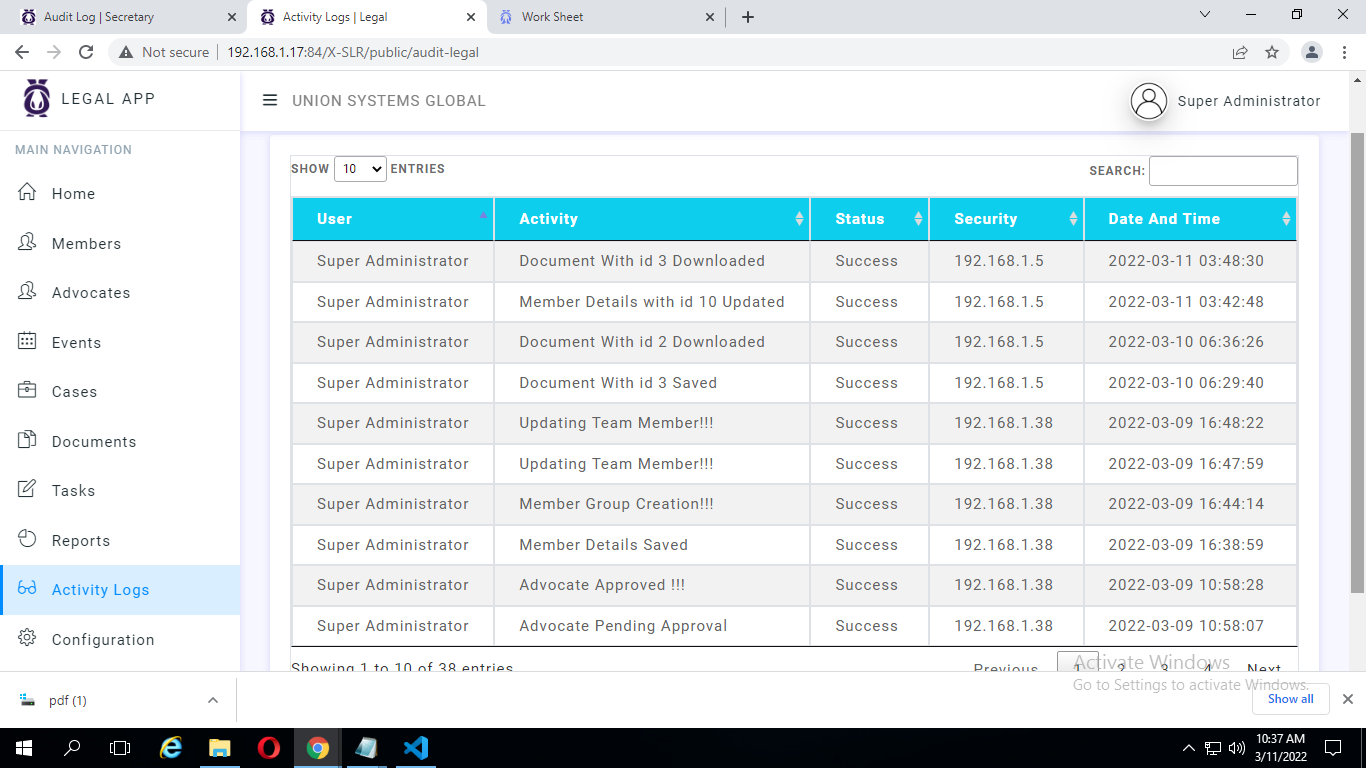 Audit Log | Secretary
Activity Logs | Legal
Work Sheet
Not secure
192.168.1.17:84/X-SLR/public/audit-legal
LEGAL APP
UNION SYSTEMS GLOBAL
Super Administrator
MAIN NAVIGATION
Home
Members
Advocates
Events
Cases
Documents
Tasks
Reports
Activity Logs
Configuration
SHOW 10 ENTRIES
SEARCH:
User Activity Status Security Date And Time
Super Administrator Document With id 3 Downloaded Success 192.168.1.5 2022-03-11 03:48:30
Super Administrator Member Details with id 10 Updated Success 192.168.1.5 2022-03-11 03:42:48
Super Administrator Document With id 2 Downloaded Success 192.168.1.5 2022-03-10 06:36:26
Super Administrator Document With id 3 Saved Success 192.168.1.5 2022-03-10 06:29:40
Super Administrator Updating Team Member!!! Success 192.168.1.38 2022-03-09 16:48:22
Super Administrator Updating Team Member!!! Success 192.168.1.38 2022-03-09 16:47:59
Super Administrator Member Group Creation!!! Success 192.168.1.38 2022-03-09 16:44:14
Super Administrator Member Details Saved Success 192.168.1.38 2022-03-09 16:38:59
Super Administrator Advocate Approved !!! Success 192.168.1.38 2022-03-09 10:58:28
Super Administrator Advocate Pending Approval Success 192.168.1.38 2022-03-09 10:58:07
Showing 1 to 10 of 38 entries
Previous 1 2 3 4 Next
Activate Windows
Go to Settings to activate Windows.
pdf (1)
Show all
10:37 AM
3/11/2022